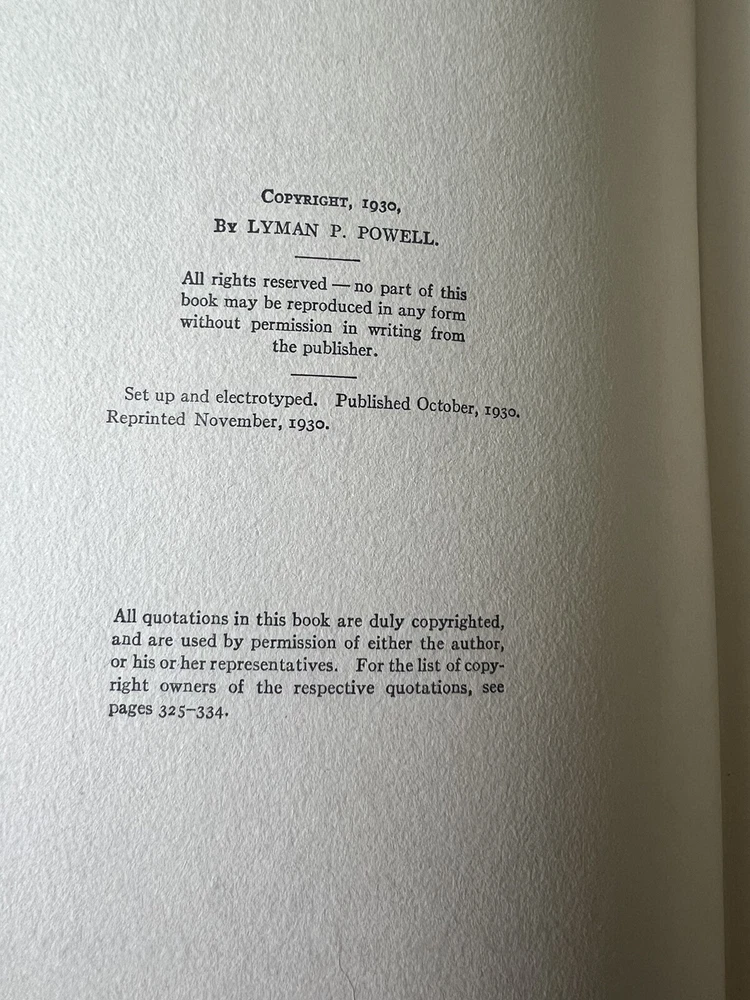 COPYRIGHT, 1930,
BY LYMAN P. POWELL.
All rights reserved — no part of this
book may be reproduced in any form
without permission in writing from
the publisher.
Set up and electrotyped. Published October, 1930.
Reprinted November, 1930.
All quotations in this book are duly copyrighted,
and are used by permission of either the author,
or his or her representatives. For the list of copy-
right owners of the respective quotations, see
pages 325–334.